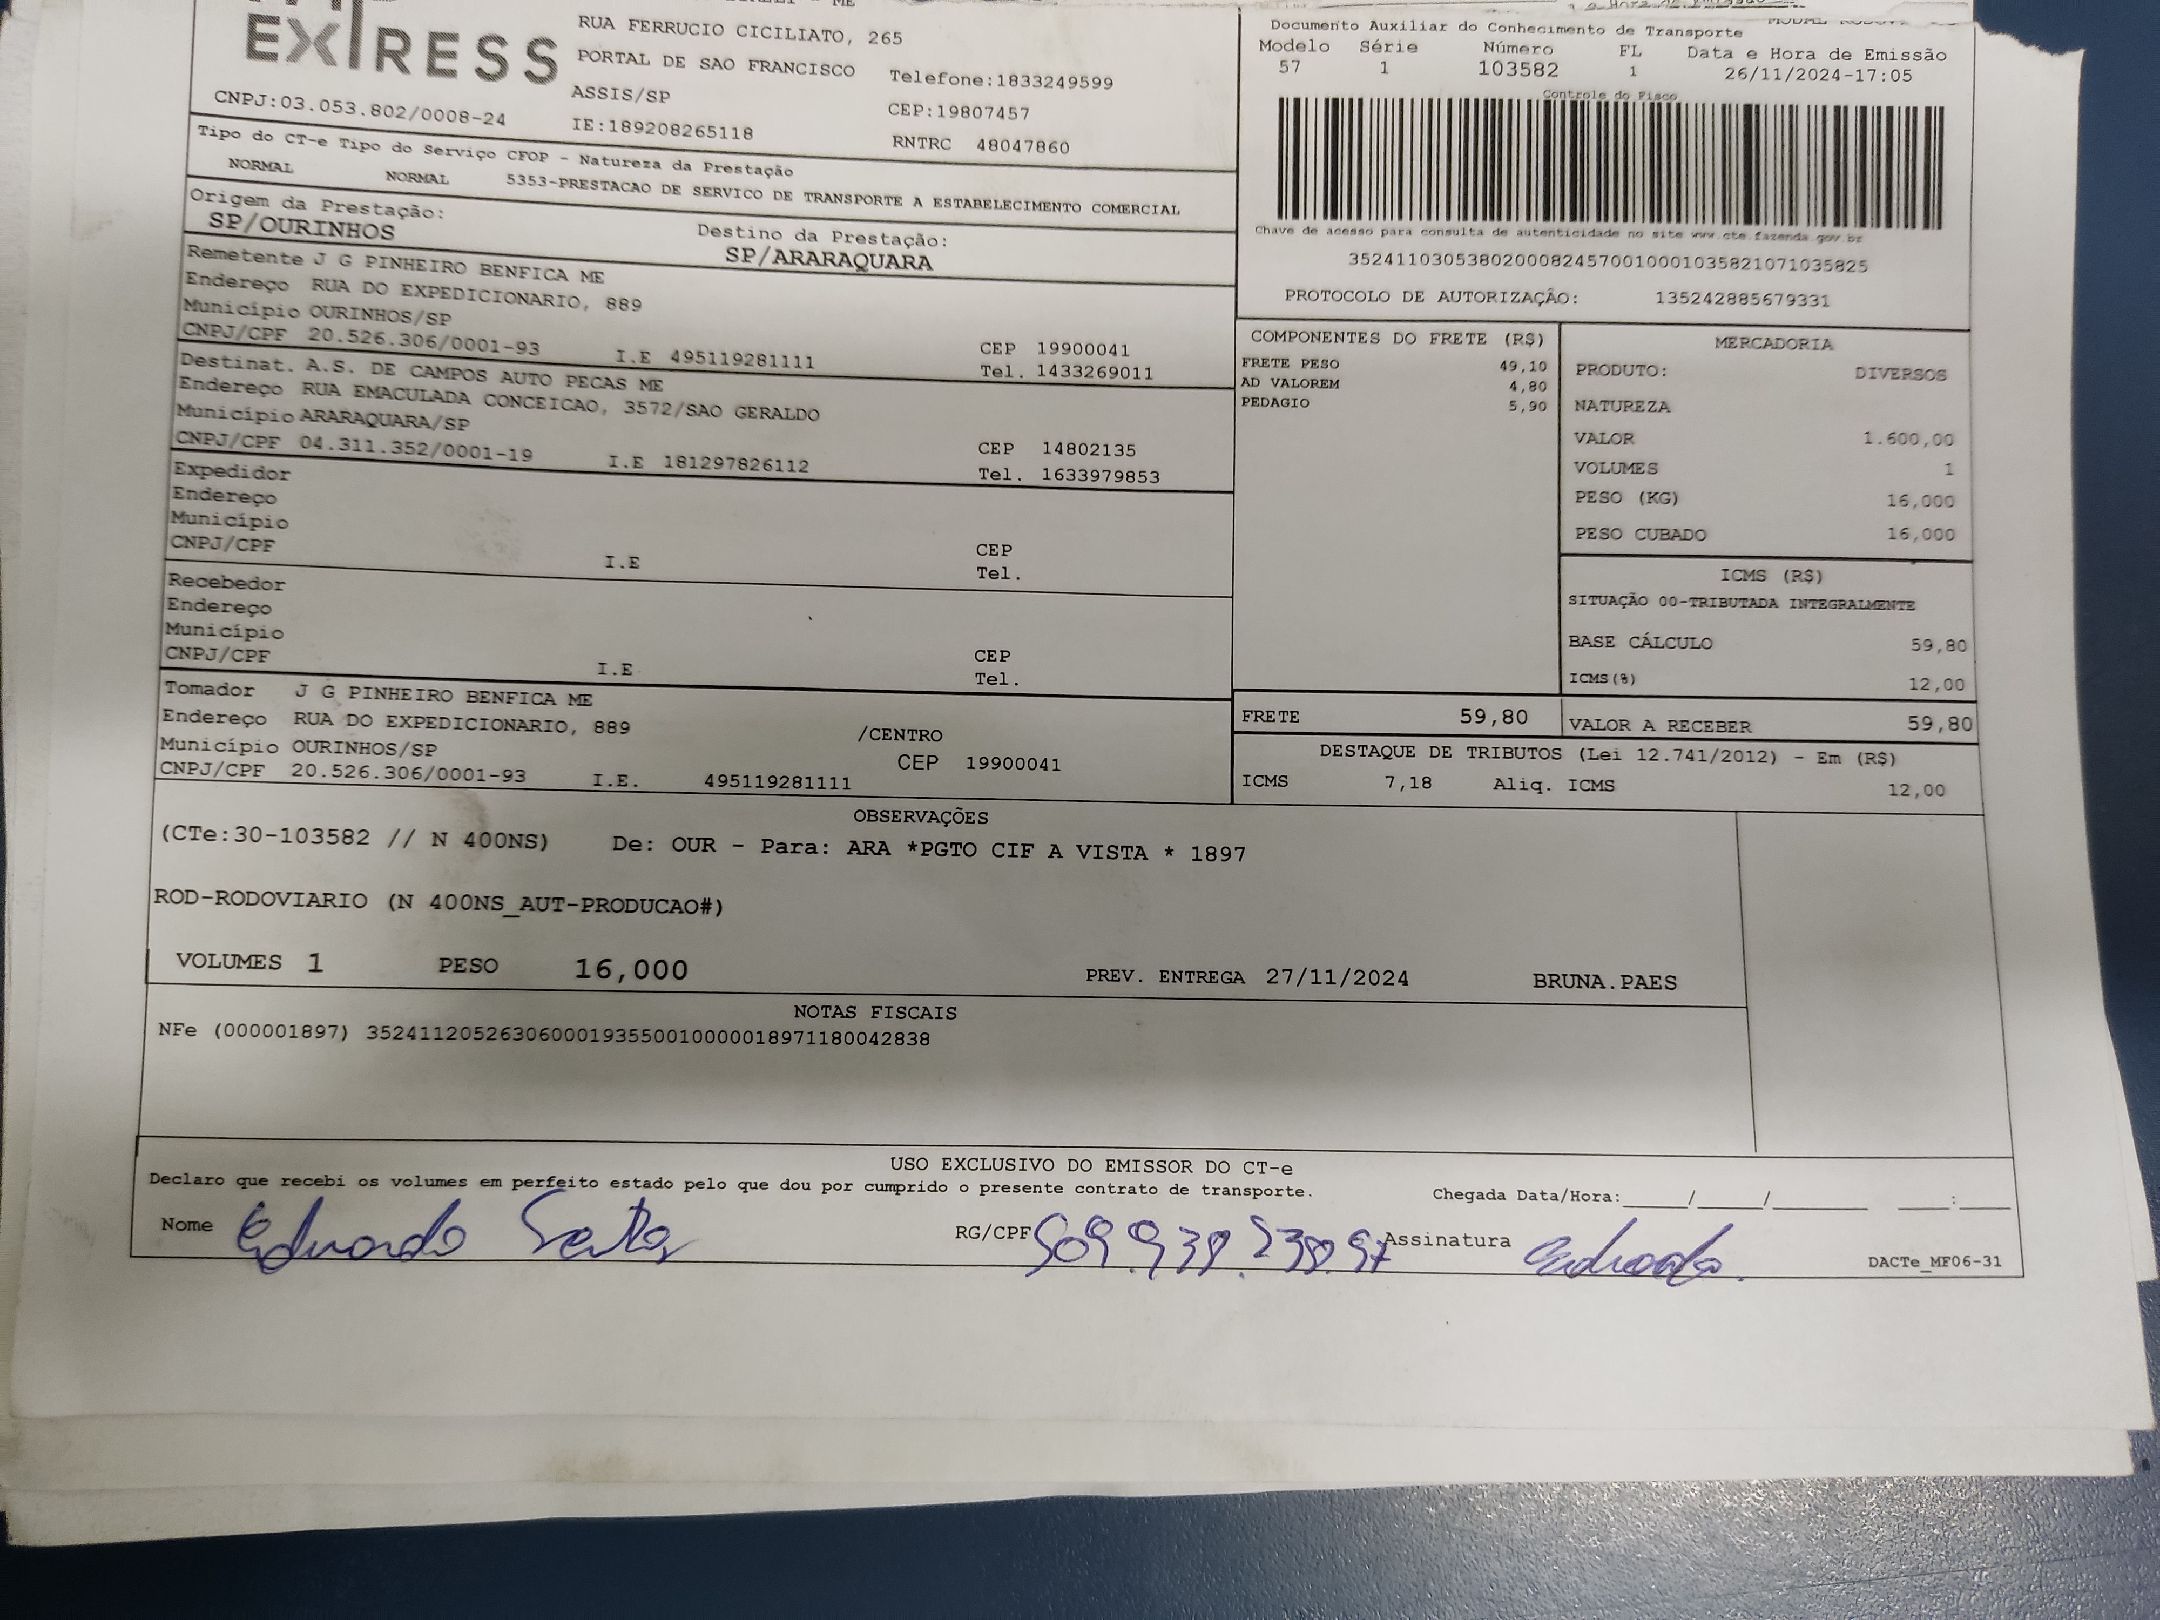 EXPRESS
CNPJ:03.053.802/0008-24
RUA FERRUCIO CICILIATO, 265
PORTAL DE SAO FRANCISCO
ASSIS/SP
IE:189208265118
Telefone:1833249599
CEP:19807457
RNTRC 48047860
Documento Auxiliar do Conhecimento de Transporte
Modelo Série Número FL Data e Hora de Emissão
57 1 103582 1 26/11/2024-17:05
Controle do Fisco
Chave de acesso para consulta de autenticidade no site www.cte.fazenda.gov.br
35241103053802000824570010001035821071035825
PROTOCOLO DE AUTORIZAÇÃO: 135242885679331
Tipo do CT-e Tipo do Serviço CFOP - Natureza da Prestação
NORMAL NORMAL 5353-PRESTACAO DE SERVICO DE TRANSPORTE A ESTABELECIMENTO COMERCIAL
Origem da Prestação: Destino da Prestação:
SP/OURINHOS SP/ARARAQUARA
Remetente J G PINHEIRO BENFICA ME
Endereço RUA DO EXPEDICIONARIO, 889
Município OURINHOS/SP CEP 19900041
CNPJ/CPF 20.526.306/0001-93 I.E 495119281111 Tel. 1433269011
Destinat. A.S. DE CAMPOS AUTO PECAS ME
Endereço RUA EMACULADA CONCEICAO, 3572/SAO GERALDO
Município ARARAQUARA/SP CEP 14802135
CNPJ/CPF 04.311.352/0001-19 I.E 181297826112 Tel. 1633979853
Expedidor
Endereço
Município CEP
CNPJ/CPF I.E Tel.
Recebedor
Endereço
Município CEP
CNPJ/CPF I.E Tel.
Tomador J G PINHEIRO BENFICA ME
Endereço RUA DO EXPEDICIONARIO, 889 /CENTRO
Município OURINHOS/SP CEP 19900041
CNPJ/CPF 20.526.306/0001-93 I.E. 495119281111
COMPONENTES DO FRETE (R$)
FRETE PESO 49,10
AD VALOREM 4,80
PEDAGIO 5,90
MERCADORIA
PRODUTO: DIVERSOS
NATUREZA
VALOR 1.600,00
VOLUMES 1
PESO (KG) 16,000
PESO CUBADO 16,000
ICMS (R$)
SITUAÇÃO 00-TRIBUTADA INTEGRALMENTE
BASE CÁLCULO 59,80
ICMS(%) 12,00
FRETE 59,80 VALOR A RECEBER 59,80
DESTAQUE DE TRIBUTOS (Lei 12.741/2012) - Em (R$)
ICMS 7,18 Aliq. ICMS 12,00
OBSERVAÇÕES
(CTe:30-103582 // N 400NS) De: OUR - Para: ARA *PGTO CIF A VISTA * 1897
ROD-RODOVIARIO (N 400NS_AUT-PRODUCAO#)
VOLUMES 1 PESO 16,000 PREV. ENTREGA 27/11/2024 BRUNA.PAES
NOTAS FISCAIS
NFe (000001897) 35241120526306000193550010000018971180042838
USO EXCLUSIVO DO EMISSOR DO CT-e
Declaro que recebi os volumes em perfeito estado pelo que dou por cumprido o presente contrato de transporte. Chegada Data/Hora:____/____/______ ___:___
Nome Eduardo RG/CPF Assinatura Eduardo DACTe_MF06-31